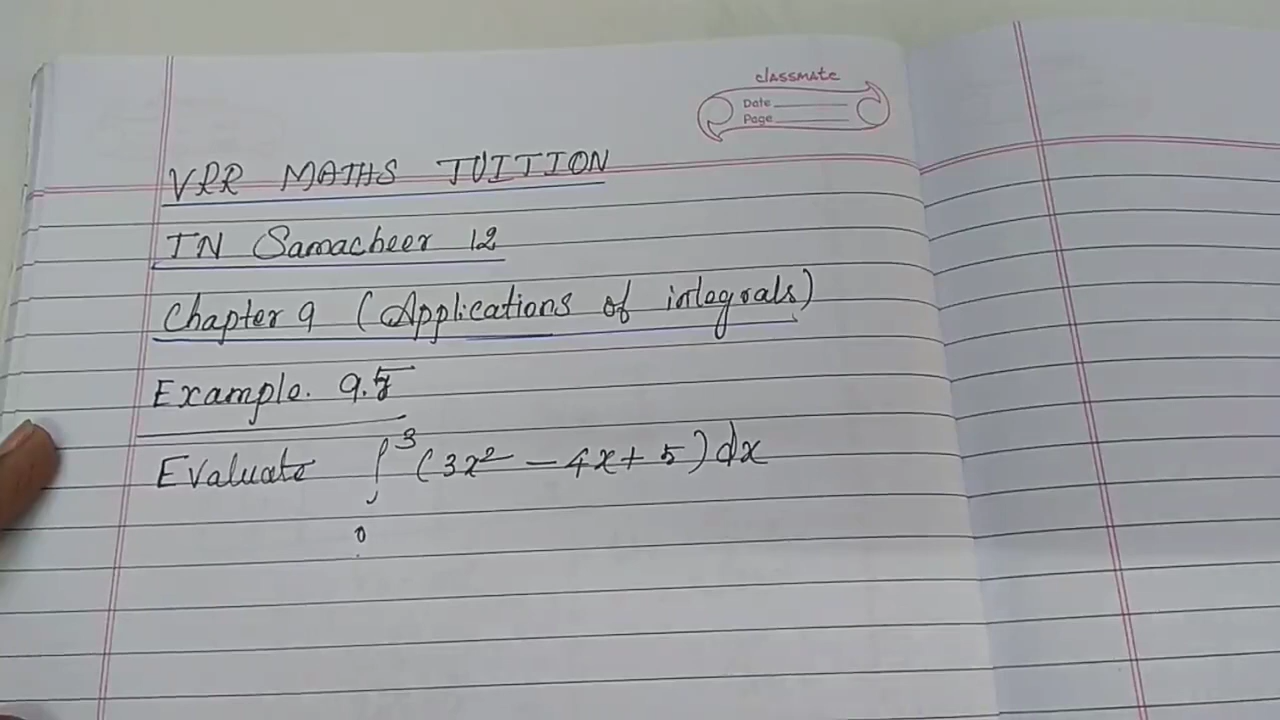 classmate
Date
Page
VRR MATHS TUITION
TN Samacheer 12
Chapter 9 (Applications of integrals)
Example. 9.5
Evaluate ∫₀³ (3x² - 4x + 5) dx